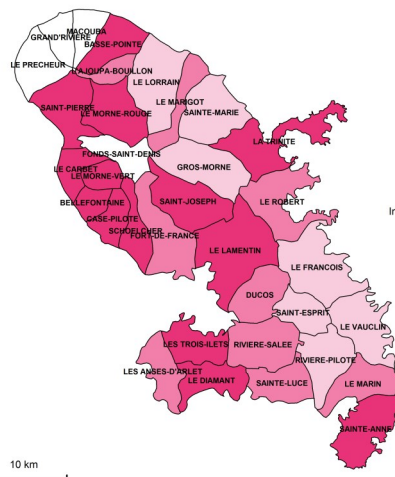 MACOUBA
GRAND'RIVIERE
BASSE-POINTE
LE PRECHEUR
L'AJOUPA-BOUILLON
LE LORRAIN
LE MARIGOT
SAINT-PIERRE
LE MORNE-ROUGE
SAINTE-MARIE
LA TRINITE
FONDS-SAINT-DENIS
LE CARBET
GROS-MORNE
LE MORNE-VERT
BELLEFONTAINE
SAINT-JOSEPH
LE ROBERT
In
CASE-PILOTE
SCHOELCHER
FORT-DE-FRANCE
LE LAMENTIN
LE FRANCOIS
DUCOS
SAINT-ESPRIT
LE VAUCLIN
LES TROIS-ILETS
RIVIERE-SALEE
RIVIERE-PILOTE
LES ANSES-D'ARLET
LE DIAMANT
SAINTE-LUCE
LE MARIN
SAINTE-ANNE
10 km